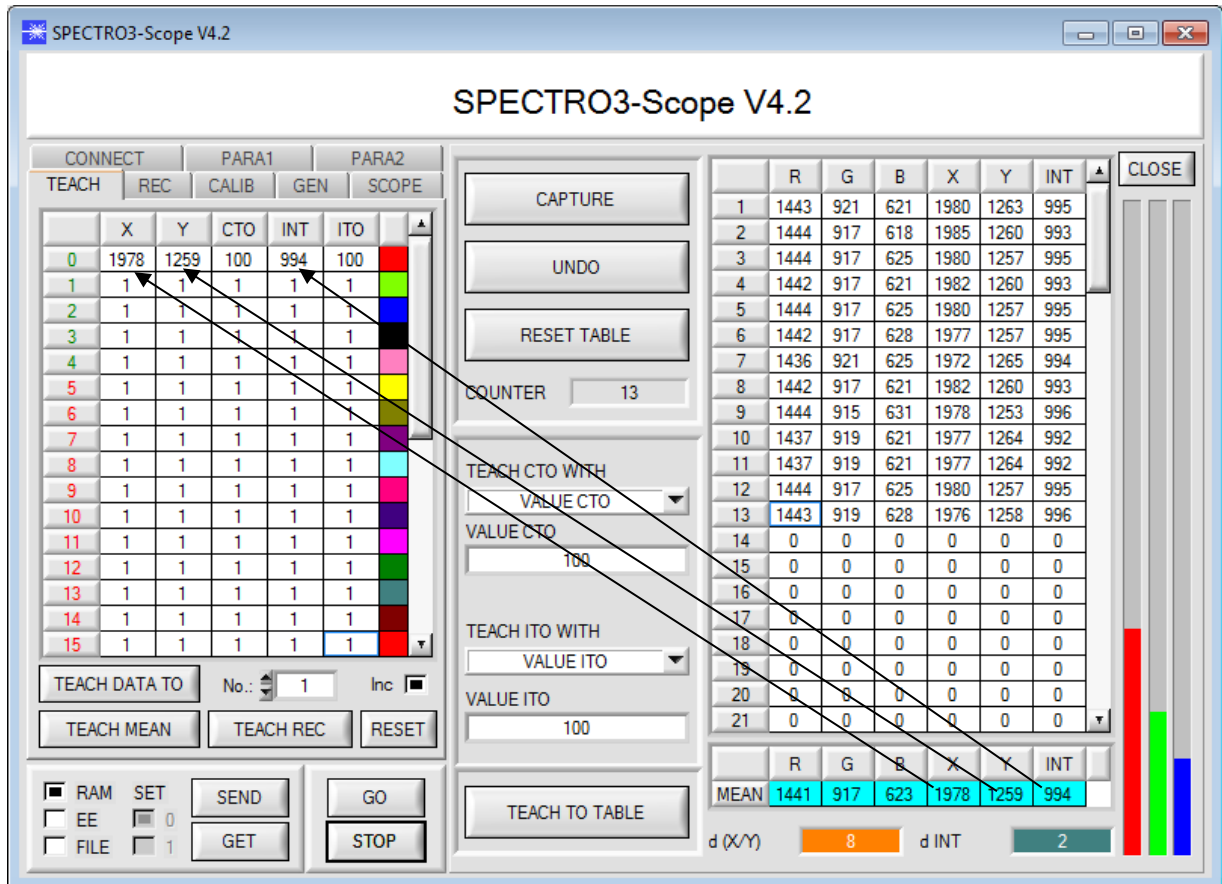 SPECTRO3-Scope V4.2
SPECTRO3-Scope V4.2
CONNECT PARA1 PARA2
TEACH REC CALIB GEN SCOPE
X Y CTO INT ITO
0 1978 1259 100 994 100
1 1 1 1 1 1
2 1 1 1 1 1
3 1 1 1 1 1
4 1 1 1 1 1
5 1 1 1 1 1
6 1 1 1 1 1
7 1 1 1 1 1
8 1 1 1 1 1
9 1 1 1 1 1
10 1 1 1 1 1
11 1 1 1 1 1
12 1 1 1 1 1
13 1 1 1 1 1
14 1 1 1 1 1
15 1 1 1 1 1
TEACH DATA TO No.: 1 Inc
TEACH MEAN TEACH REC RESET
RAM SET SEND GO
EE 0
FILE 1 GET STOP
CAPTURE
UNDO
RESET TABLE
COUNTER 13
TEACH CTO WITH
VALUE CTO
VALUE CTO
100
TEACH ITO WITH
VALUE ITO
VALUE ITO
100
TEACH TO TABLE
R G B X Y INT
1 1443 921 621 1980 1263 995
2 1444 917 618 1985 1260 993
3 1444 917 625 1980 1257 995
4 1442 917 621 1982 1260 993
5 1444 917 625 1980 1257 995
6 1442 917 628 1977 1257 995
7 1436 921 625 1972 1265 994
8 1442 917 621 1982 1260 993
9 1444 915 631 1978 1253 996
10 1437 919 621 1977 1264 992
11 1437 919 621 1977 1264 992
12 1444 917 625 1980 1257 995
13 1443 919 628 1976 1258 996
14 0 0 0 0 0 0
15 0 0 0 0 0 0
16 0 0 0 0 0 0
17 0 0 0 0 0 0
18 0 0 0 0 0 0
19 0 0 0 0 0 0
20 0 0 0 0 0 0
21 0 0 0 0 0 0
R G B X Y INT
MEAN 1441 917 623 1978 1259 994
d (X/Y) 8 d INT 2
CLOSE